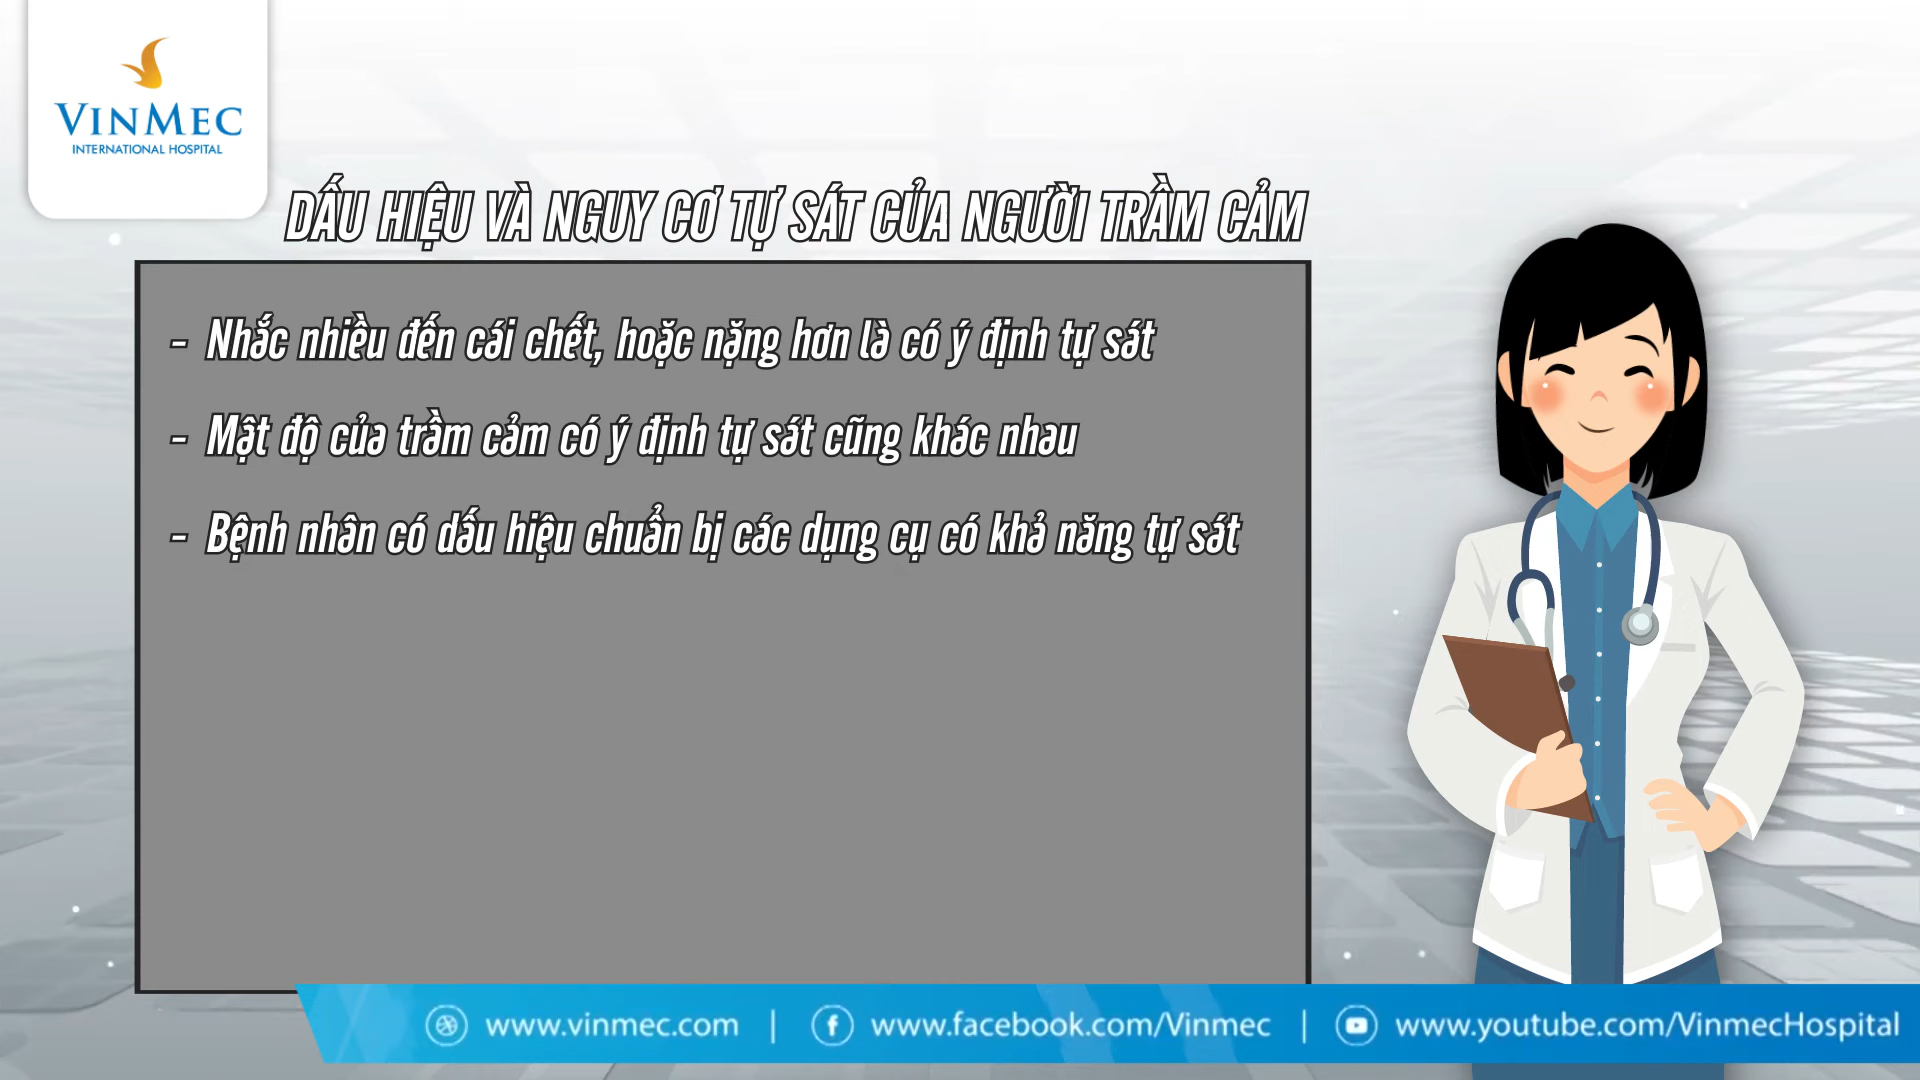 VINMEC
INTERNATIONAL HOSPITAL
DẤU HIỆU VÀ NGUY CƠ TỰ SÁT CỦA NGƯỜI TRẦM CẢM
- Nhắc nhiều đến cái chết, hoặc nặng hơn là có ý định tự sát
- Mật độ của trầm cảm có ý định tự sát cũng khác nhau
- Bệnh nhân có dấu hiệu chuẩn bị các dụng cụ có khả năng tự sát
www.vinmec.com | www.facebook.com/Vinmec | www.youtube.com/VinmecHospital